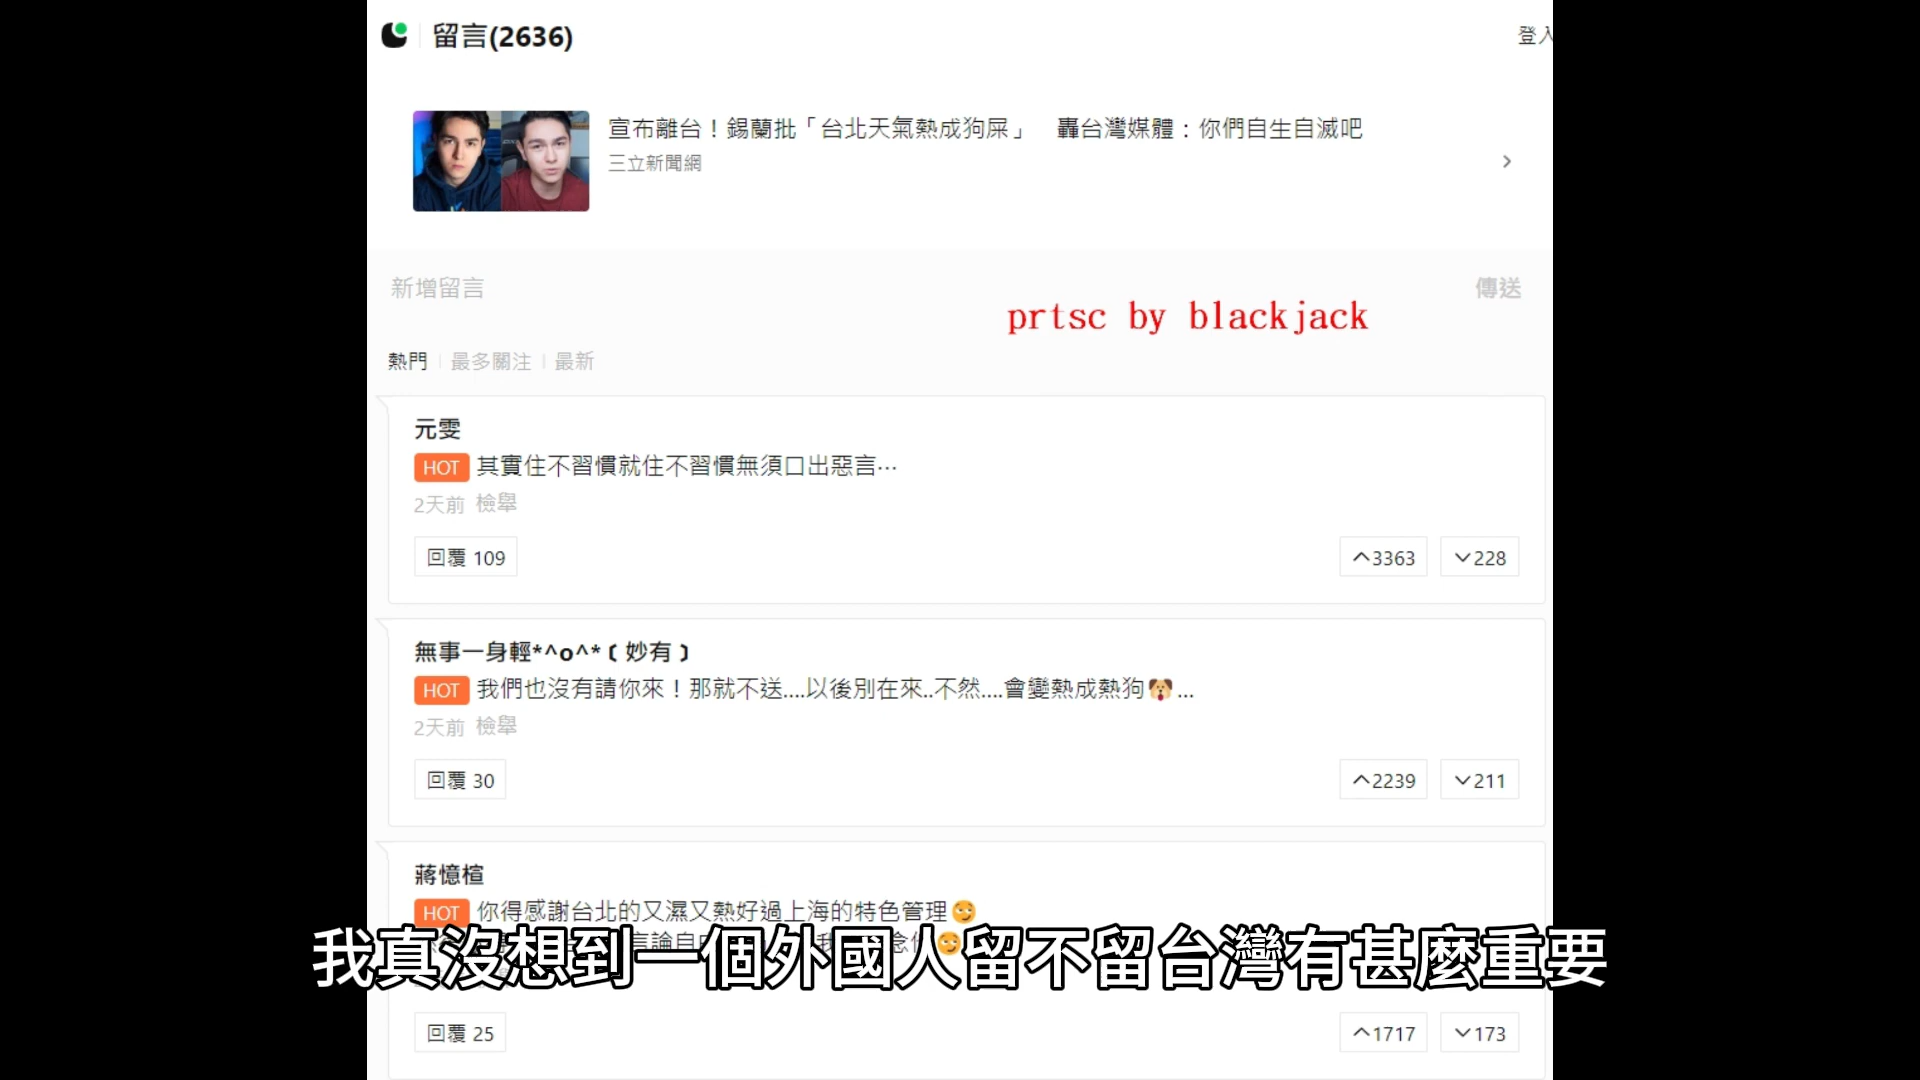 留言(2636)
登入
宣布離台！錫蘭批「台北天氣熱成狗屎」　轟台灣媒體：你們自生自滅吧
三立新聞網
新增留言
傳送
prtsc by blackjack
熱門 | 最多關注 | 最新
元雯
HOT 其實住不習慣就住不習慣無須口出惡言…
2天前 檢舉
回覆 109
3363
228
無事一身輕*^o^*❲妙有❳
HOT 我們也沒有請你來！那就不送....以後別在來..不然....會變熱成熱狗🐶...
2天前 檢舉
回覆 30
2239
211
蔣憶楦
HOT 你得感謝台北的又濕又熱好過上海的特色管理😏
言論自
我真沒想到一個外國人留不留台灣有甚麼重要
回覆 25
1717
173